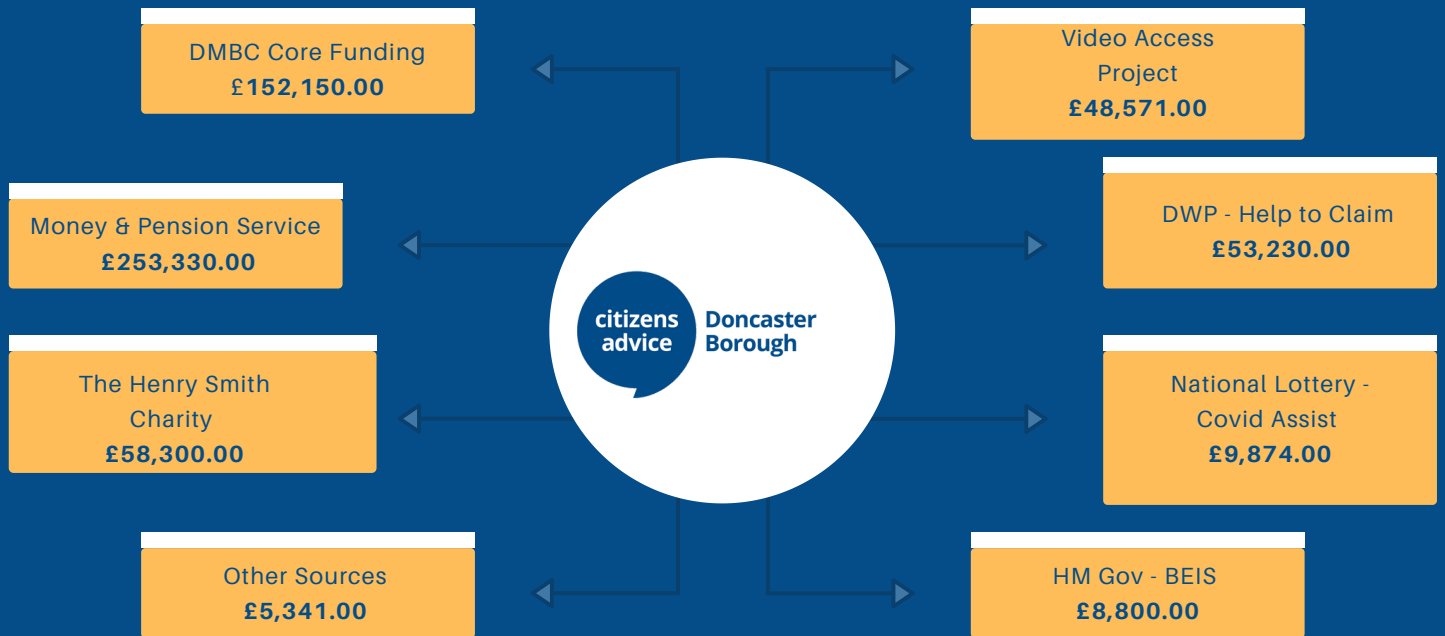 DMBC Core Funding
£152,150.00
Video Access
Project
£48,571.00
Money & Pension Service
£253,330.00
DWP - Help to Claim
£53,230.00
citizens
advice
Doncaster
Borough
The Henry Smith
Charity
£58,300.00
National Lottery -
Covid Assist
£9,874.00
Other Sources
£5,341.00
HM Gov - BEIS
£8,800.00